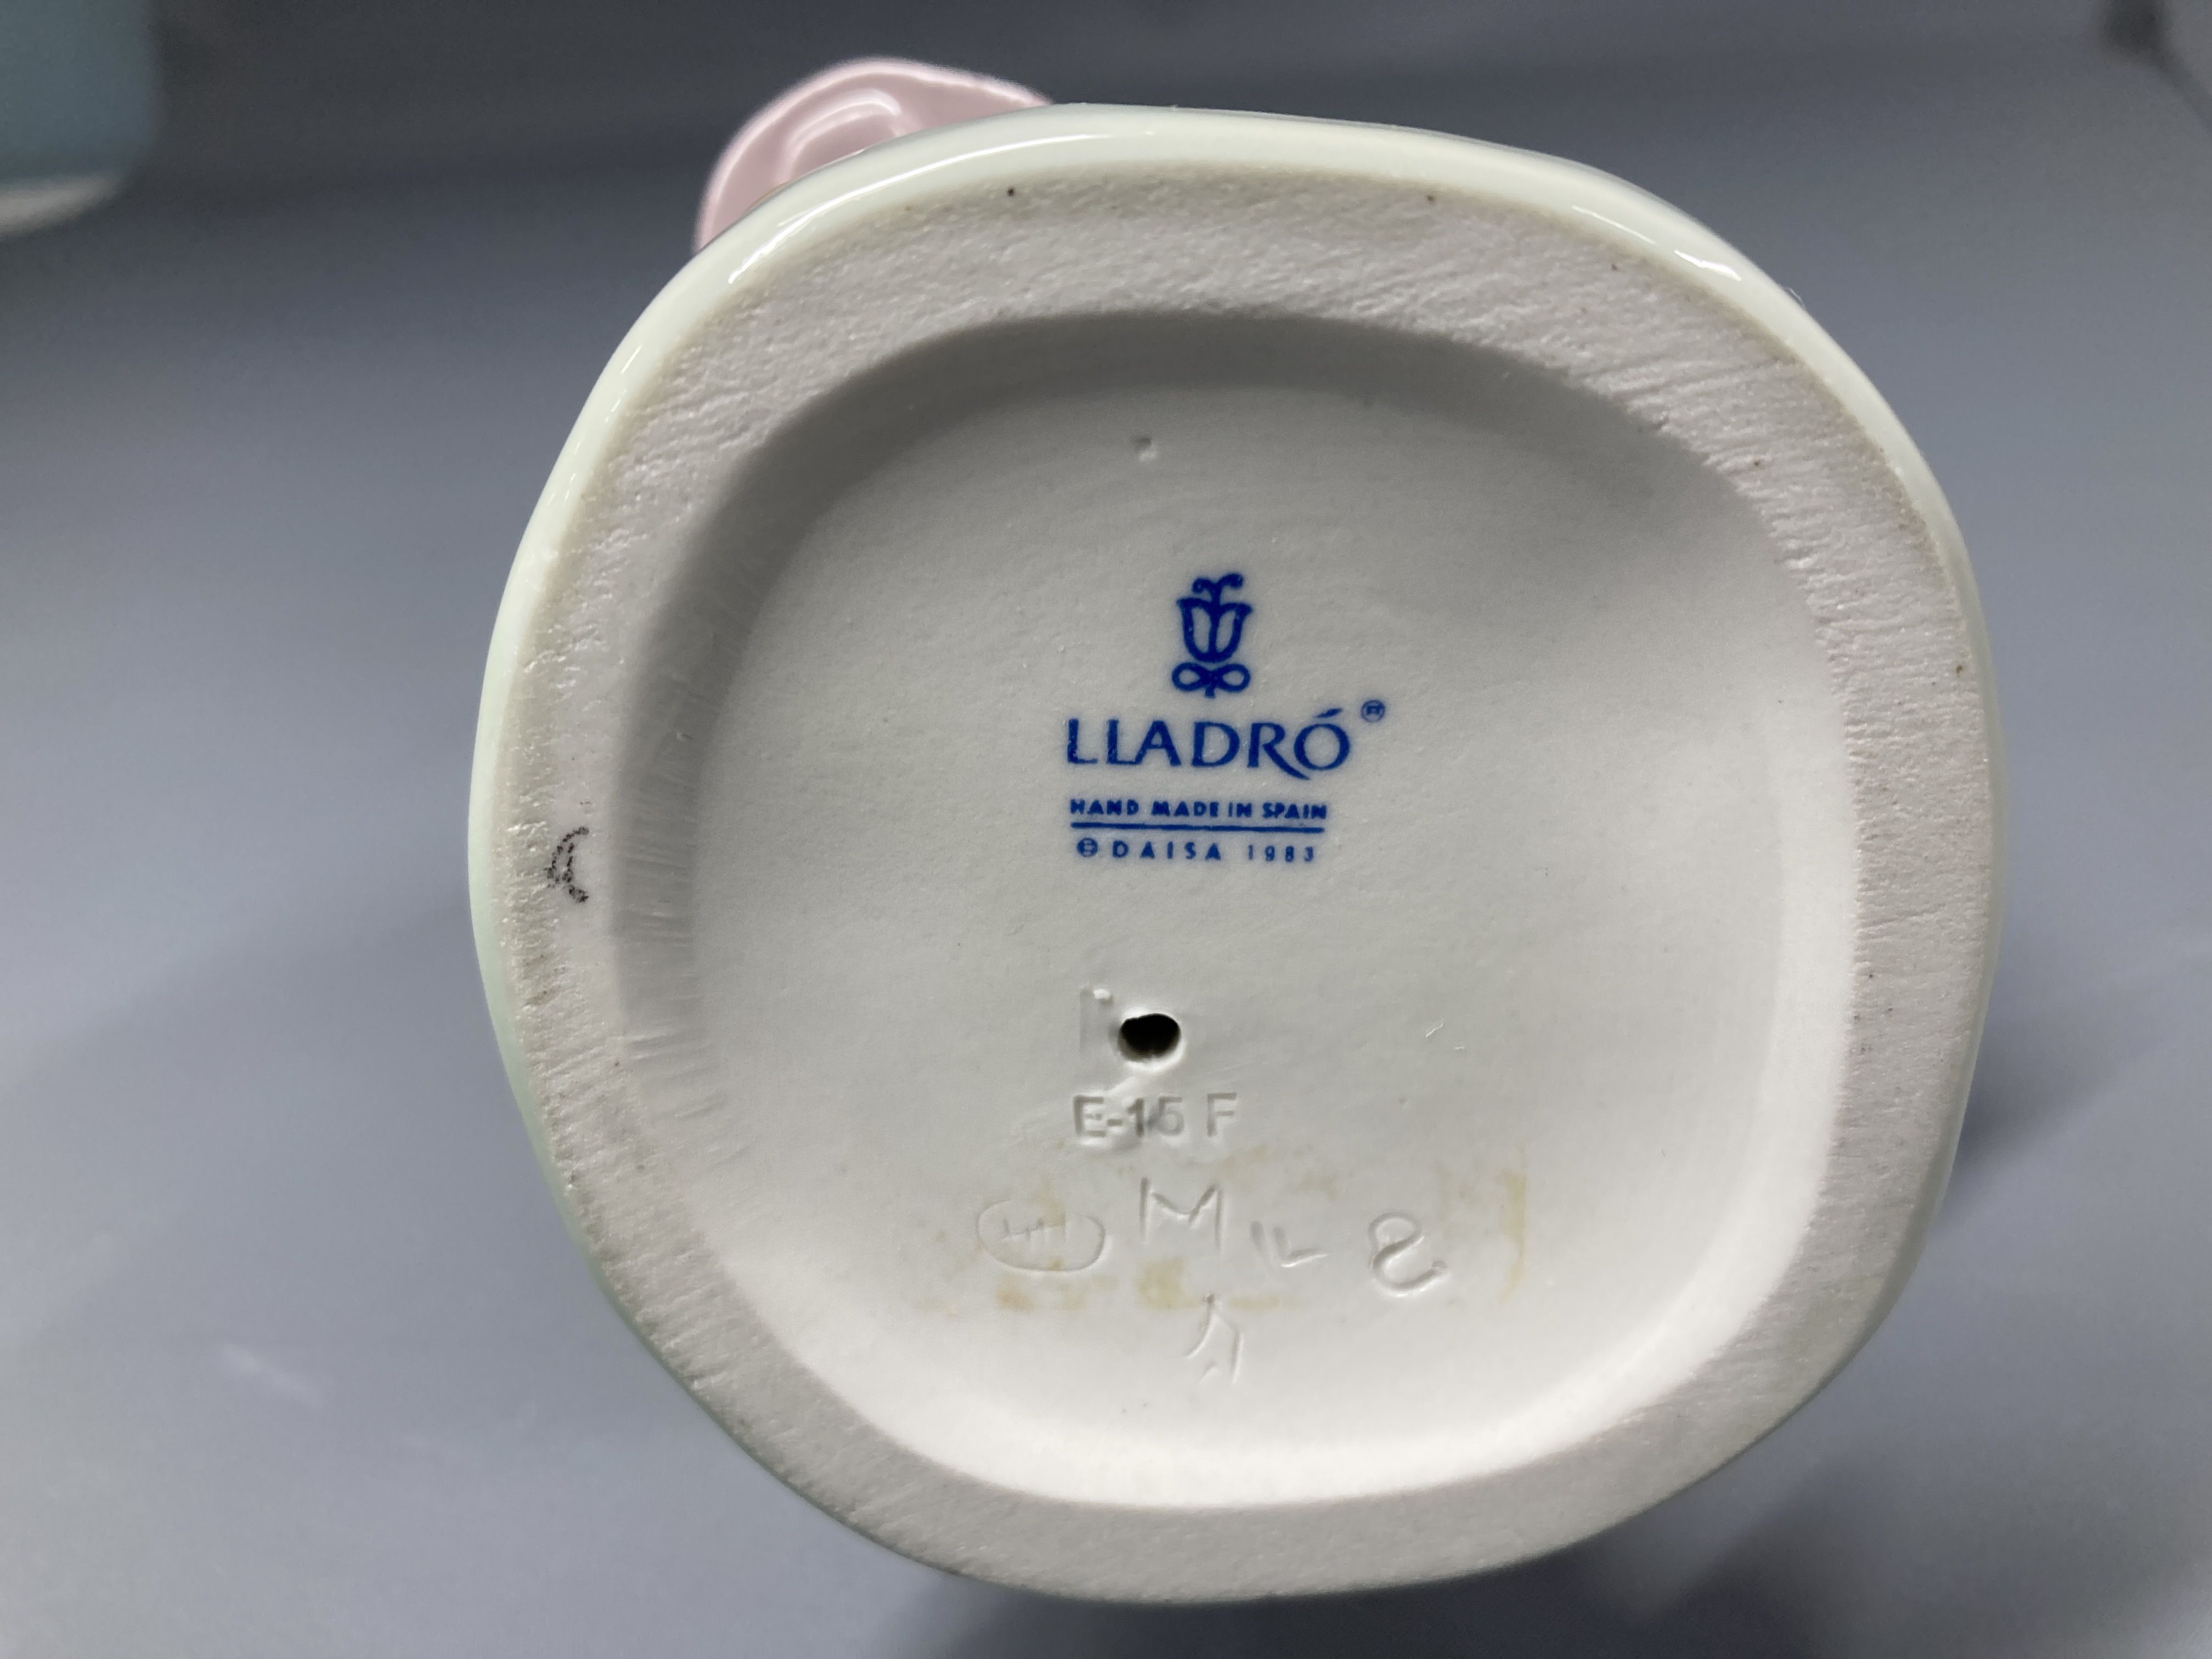 LLADRÓ®
HAND MADE IN SPAIN
© DAISA 1983
E-15 F
M